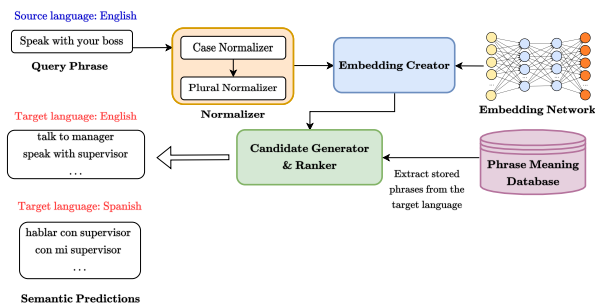 Source language: English
Speak with your boss
Query Phrase
Case Normalizer
Plural Normalizer
Normalizer
Embedding Creator
Embedding Network
Target language: English
talk to manager
speak with supervisor
...
Candidate Generator
& Ranker
Extract stored
phrases from the
target language
Phrase Meaning
Database
Target language: Spanish
hablar con supervisor
con mi supervisor
...
Semantic Predictions